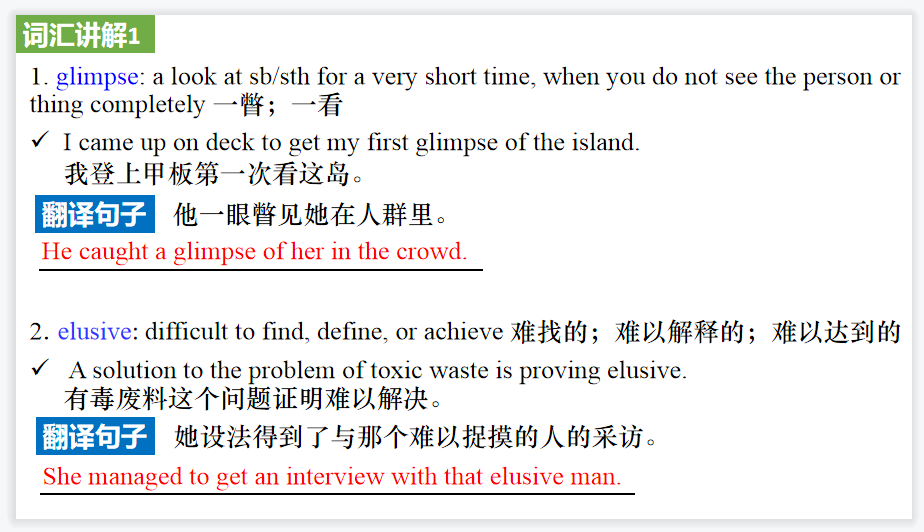 词汇讲解1
1. glimpse: a look at sb/sth for a very short time, when you do not see the person or
thing completely 一瞥；一看
✓ I came up on deck to get my first glimpse of the island.
我登上甲板第一次看这岛。
翻译句子 他一眼瞥见她在人群里。
He caught a glimpse of her in the crowd.
2. elusive: difficult to find, define, or achieve 难找的；难以解释的；难以达到的
✓ A solution to the problem of toxic waste is proving elusive.
有毒废料这个问题证明难以解决。
翻译句子 她设法得到了与那个难以捉摸的人的采访。
She managed to get an interview with that elusive man.